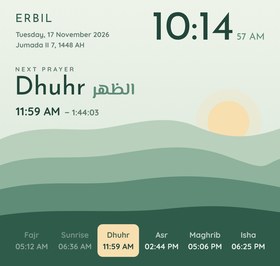 ERBIL
Tuesday, 17 November 2026
Jumada II 7, 1448 AH
10:14 57 AM
NEXT PRAYER
Dhuhr الظهر
11:59 AM – 1:44:03
Fajr Sunrise Dhuhr Asr Maghrib Isha
05:12 AM 06:36 AM 11:59 AM 02:44 PM 05:06 PM 06:25 PM